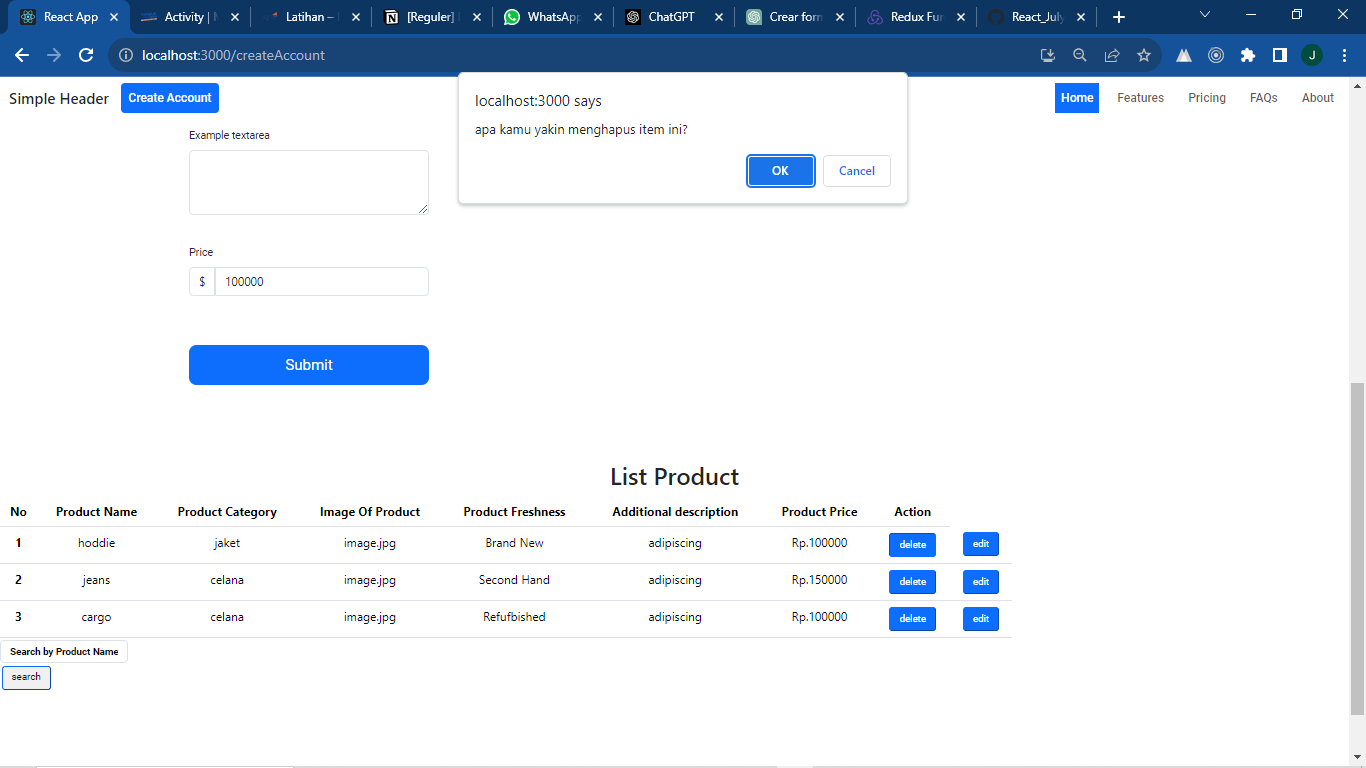 React App
Activity | M
Latihan –
[Reguler]
WhatsApp
ChatGPT
Crear form
Redux Fur
React_July
localhost:3000/createAccount
J
Simple Header
Create Account
Home
Features
Pricing
FAQs
About
localhost:3000 says
apa kamu yakin menghapus item ini?
OK
Cancel
Example textarea
Price
$ 100000
Submit
List Product
No Product Name Product Category Image Of Product Product Freshness Additional description Product Price Action
1 hoddie jaket image.jpg Brand New adipiscing Rp.100000 delete edit
2 jeans celana image.jpg Second Hand adipiscing Rp.150000 delete edit
3 cargo celana image.jpg Refufbished adipiscing Rp.100000 delete edit
Search by Product Name
search